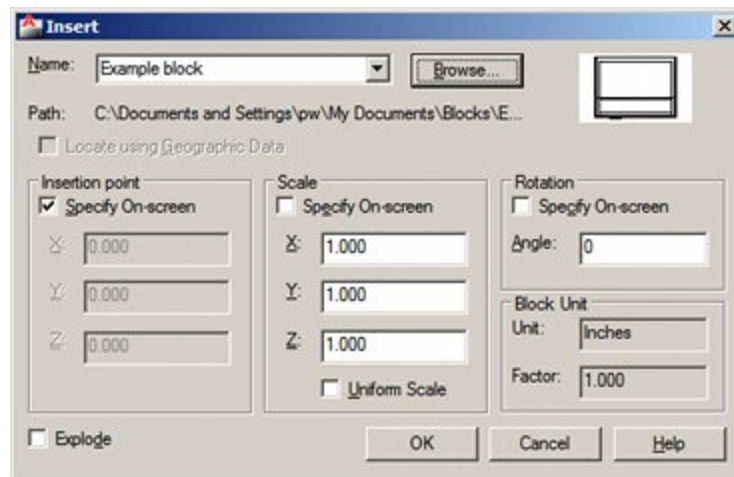 Insert
Name: Example block Browse...
Path: C:\Documents and Settings\pw\My Documents\Blocks\E...
Locate using Geographic Data
Insertion point
Specify On-screen
X: 0.000
Y: 0.000
Z: 0.000
Scale
Specify On-screen
X: 1.000
Y: 1.000
Z: 1.000
Uniform Scale
Rotation
Specify On-screen
Angle: 0
Block Unit
Unit: Inches
Factor: 1.000
Explode
OK Cancel Help